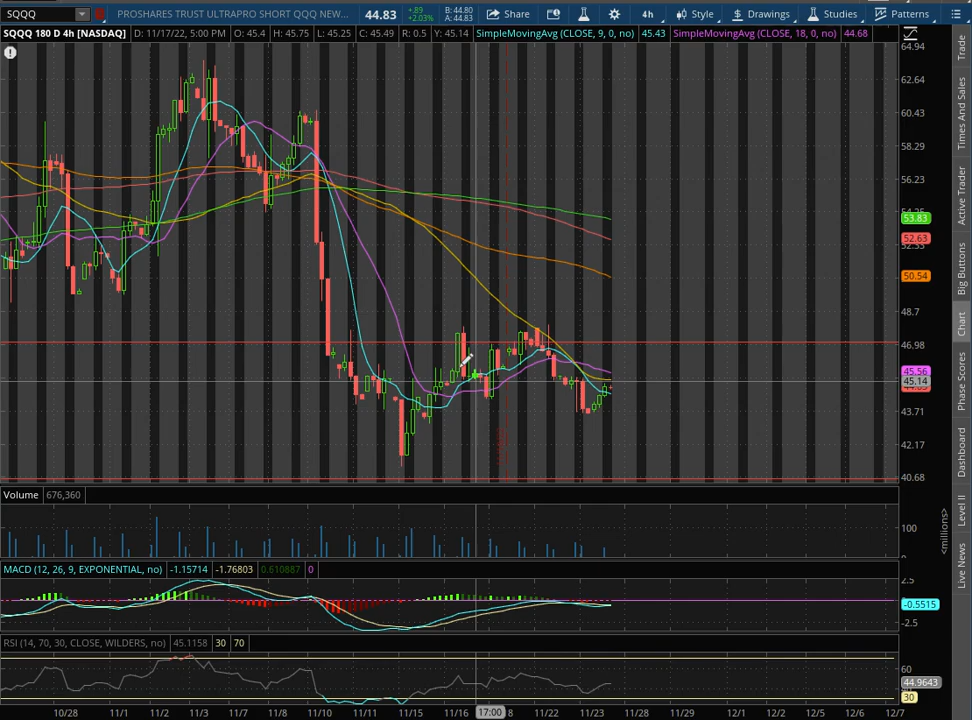 SQQQ PROSHARES TRUST ULTRAPRO SHORT QQQ NEW... 44.83 +.89 +2.03% B: 44.80 A: 44.83 Share 4h Style Drawings Studies Patterns
SQQQ 180 D 4h [NASDAQ] D: 11/17/22, 5:00 PM O: 45.4 H: 45.75 L: 45.25 C: 45.49 R: 0.5 Y: 45.14 SimpleMovingAvg (CLOSE, 9, 0, no) 45.43 SimpleMovingAvg (CLOSE, 18, 0, no) 44.68
64.94
62.64
60.43
58.29
56.23
53.83
52.63
52.55
50.54
48.7
46.98
45.56
45.14
43.71
42.17
40.68
Volume 676,360
100
0
<millions>
MACD (12, 26, 9, EXPONENTIAL, no) -1.15714 -1.76803 0.610887 0
2.5
0
-0.5515
-2.5
RSI (14, 70, 30, CLOSE, WILDERS, no) 45.1158 30 70
60
44.9643
30
10/28 11/1 11/2 11/3 11/7 11/8 11/10 11/11 11/15 11/16 17:00 8 11/22 11/23 11/28 11/29 12/1 12/2 12/5 12/6 12/7
Trade
Times And Sales
Active Trader
Big Buttons
Chart
Phase Scores
Dashboard
Level II
Live News